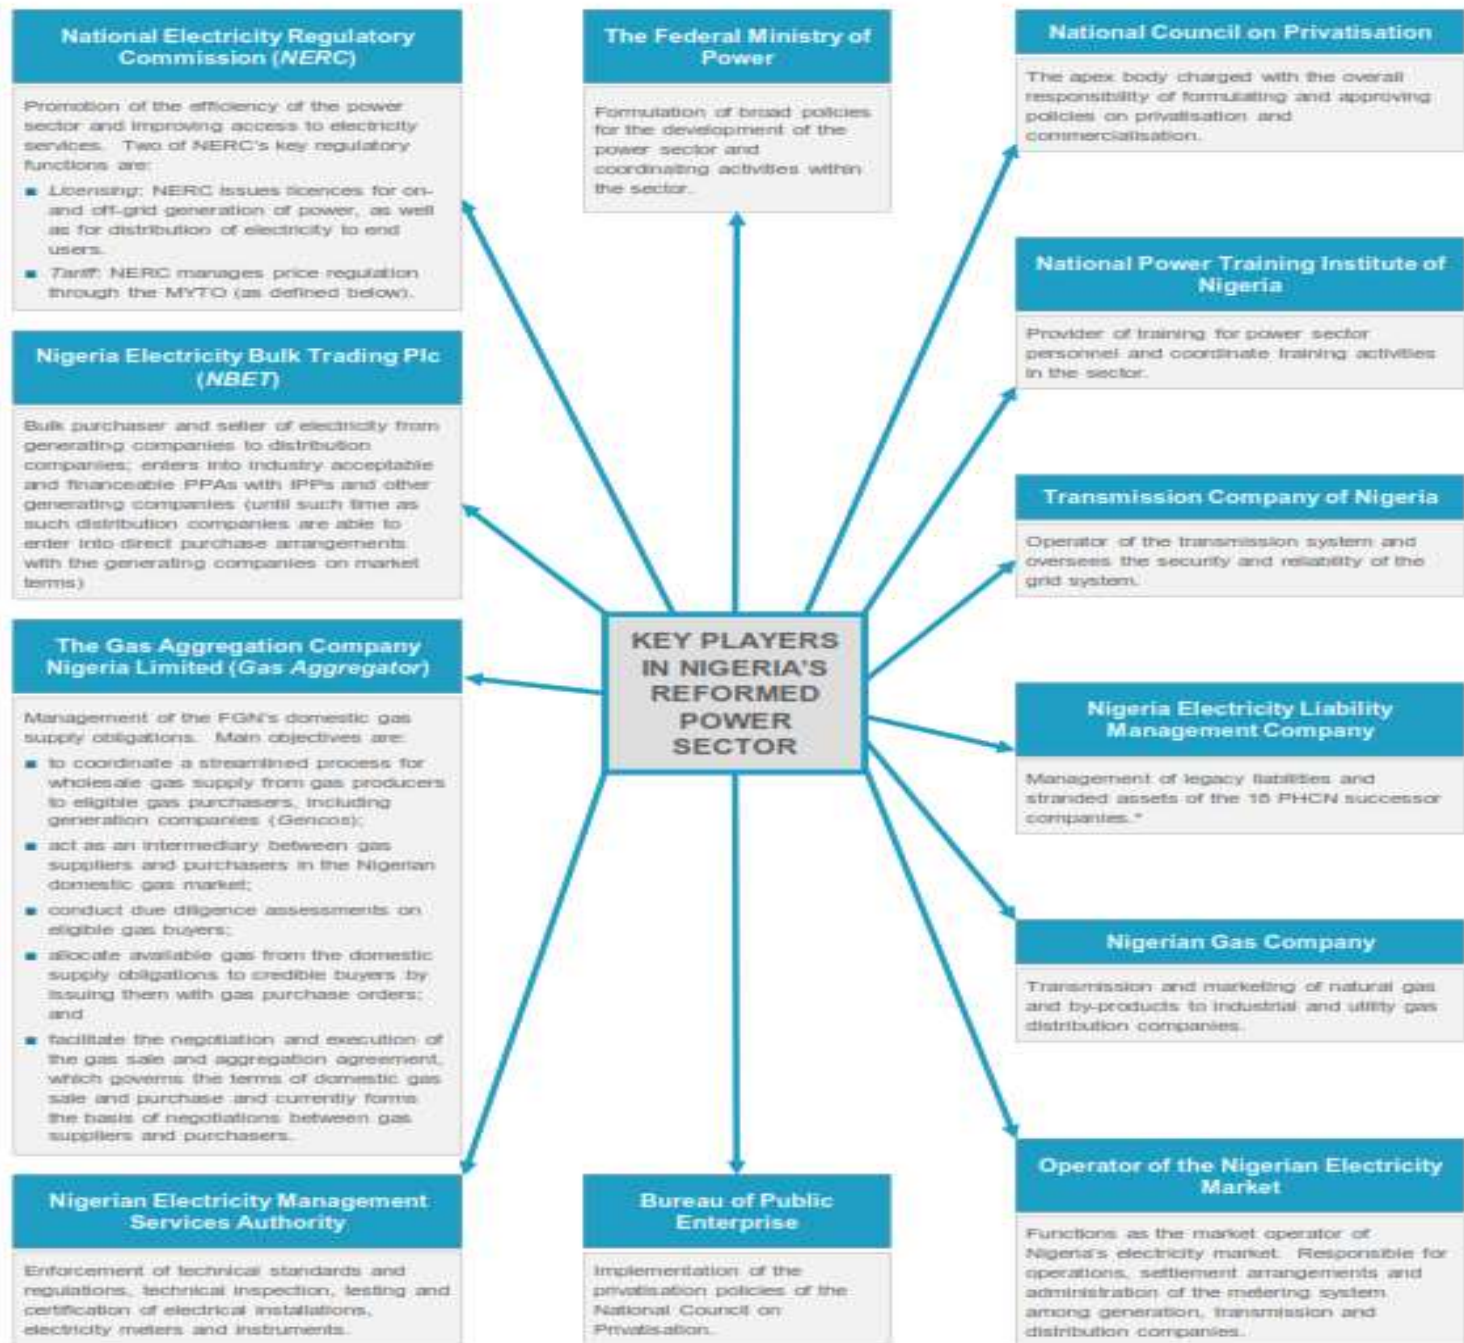 National Electricity Regulatory
Commission (NERC)
Promotion of the efficiency of the power
sector and improving access to electricity
services. Two of NERC's key regulatory
functions are:
■ Licensing: NERC issues licences for on-
and off-grid generation of power, as well
as for distribution of electricity to end
users.
■ Tariff: NERC manages price regulation
through the MYTO (as defined below).
Nigeria Electricity Bulk Trading Plc
(NBET)
Bulk purchaser and seller of electricity from
generating companies to distribution
companies; enters into industry acceptable
and financeable PPAs with IPPs and other
generating companies (until such time as
such distribution companies are able to
enter into direct purchase arrangements
with the generating companies on market
terms)
The Gas Aggregation Company
Nigeria Limited (Gas Aggregator)
Management of the FGN's domestic gas
supply obligations. Main objectives are:
■ to coordinate a streamlined process for
wholesale gas supply from gas producers
to eligible gas purchasers, including
generation companies (Gencos);
■ act as an intermediary between gas
suppliers and purchasers in the Nigerian
domestic gas market;
■ conduct due diligence assessments on
eligible gas buyers;
■ allocate available gas from the domestic
supply obligations to credible buyers by
issuing them with gas purchase orders;
and
■ facilitate the negotiation and execution of
the gas sale and aggregation agreement,
which governs the terms of domestic gas
sale and purchase and currently forms
the basis of negotiations between gas
suppliers and purchasers.
Nigerian Electricity Management
Services Authority
Enforcement of technical standards and
regulations, technical inspection, testing and
certification of electrical installations,
electricity meters and instruments.
The Federal Ministry of
Power
Formulation of broad policies
for the development of the
power sector and
coordinating activities within
the sector.
KEY PLAYERS
IN NIGERIA'S
REFORMED
POWER
SECTOR
Bureau of Public
Enterprise
Implementation of the
privatisation policies of the
National Council on
Privatisation.
National Council on Privatisation
The apex body charged with the overall
responsibility of formulating and approving
policies on privatisation and
commercialisation.
National Power Training Institute of
Nigeria
Provider of training for power sector
personnel and coordinate training activities
in the sector.
Transmission Company of Nigeria
Operator of the transmission system and
oversees the security and reliability of the
grid system.
Nigeria Electricity Liability
Management Company
Management of legacy liabilities and
stranded assets of the 18 PHCN successor
companies.*
Nigerian Gas Company
Transmission and marketing of natural gas
and by-products to industrial and utility gas
distribution companies.
Operator of the Nigerian Electricity
Market
Functions as the market operator of
Nigeria's electricity market. Responsible for
operations, settlement arrangements and
administration of the metering system
among generation, transmission and
distribution companies.